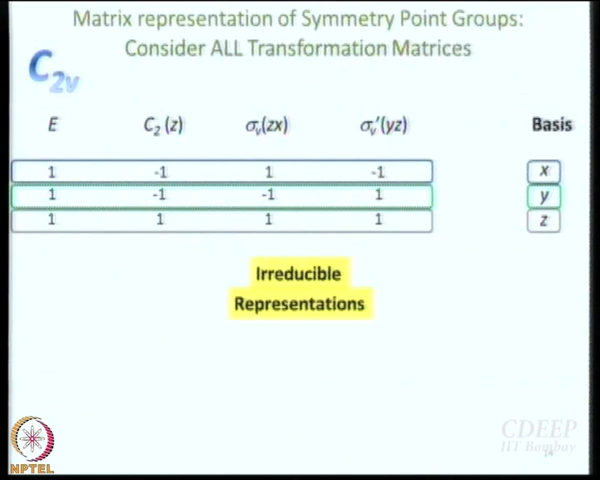 Matrix representation of Symmetry Point Groups:
Consider ALL Transformation Matrices
C2v
E C2 (z) σv(zx) σv'(yz) Basis
1 -1 1 -1 x
1 -1 -1 1 y
1 1 1 1 z
Irreducible
Representations
CDEEP
IIT Bombay
14
NPTEL